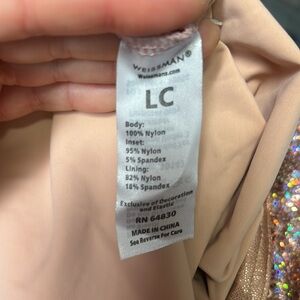 WEISSMAN®
Weissmans.com
LC
Body:
100% Nylon
Inset:
95% Nylon
5% Spandex
Lining:
82% Nylon
18% Spandex
Exclusive of Decoration
and Elastic
RN 64830
MADE IN CHINA
See Reverse For Care